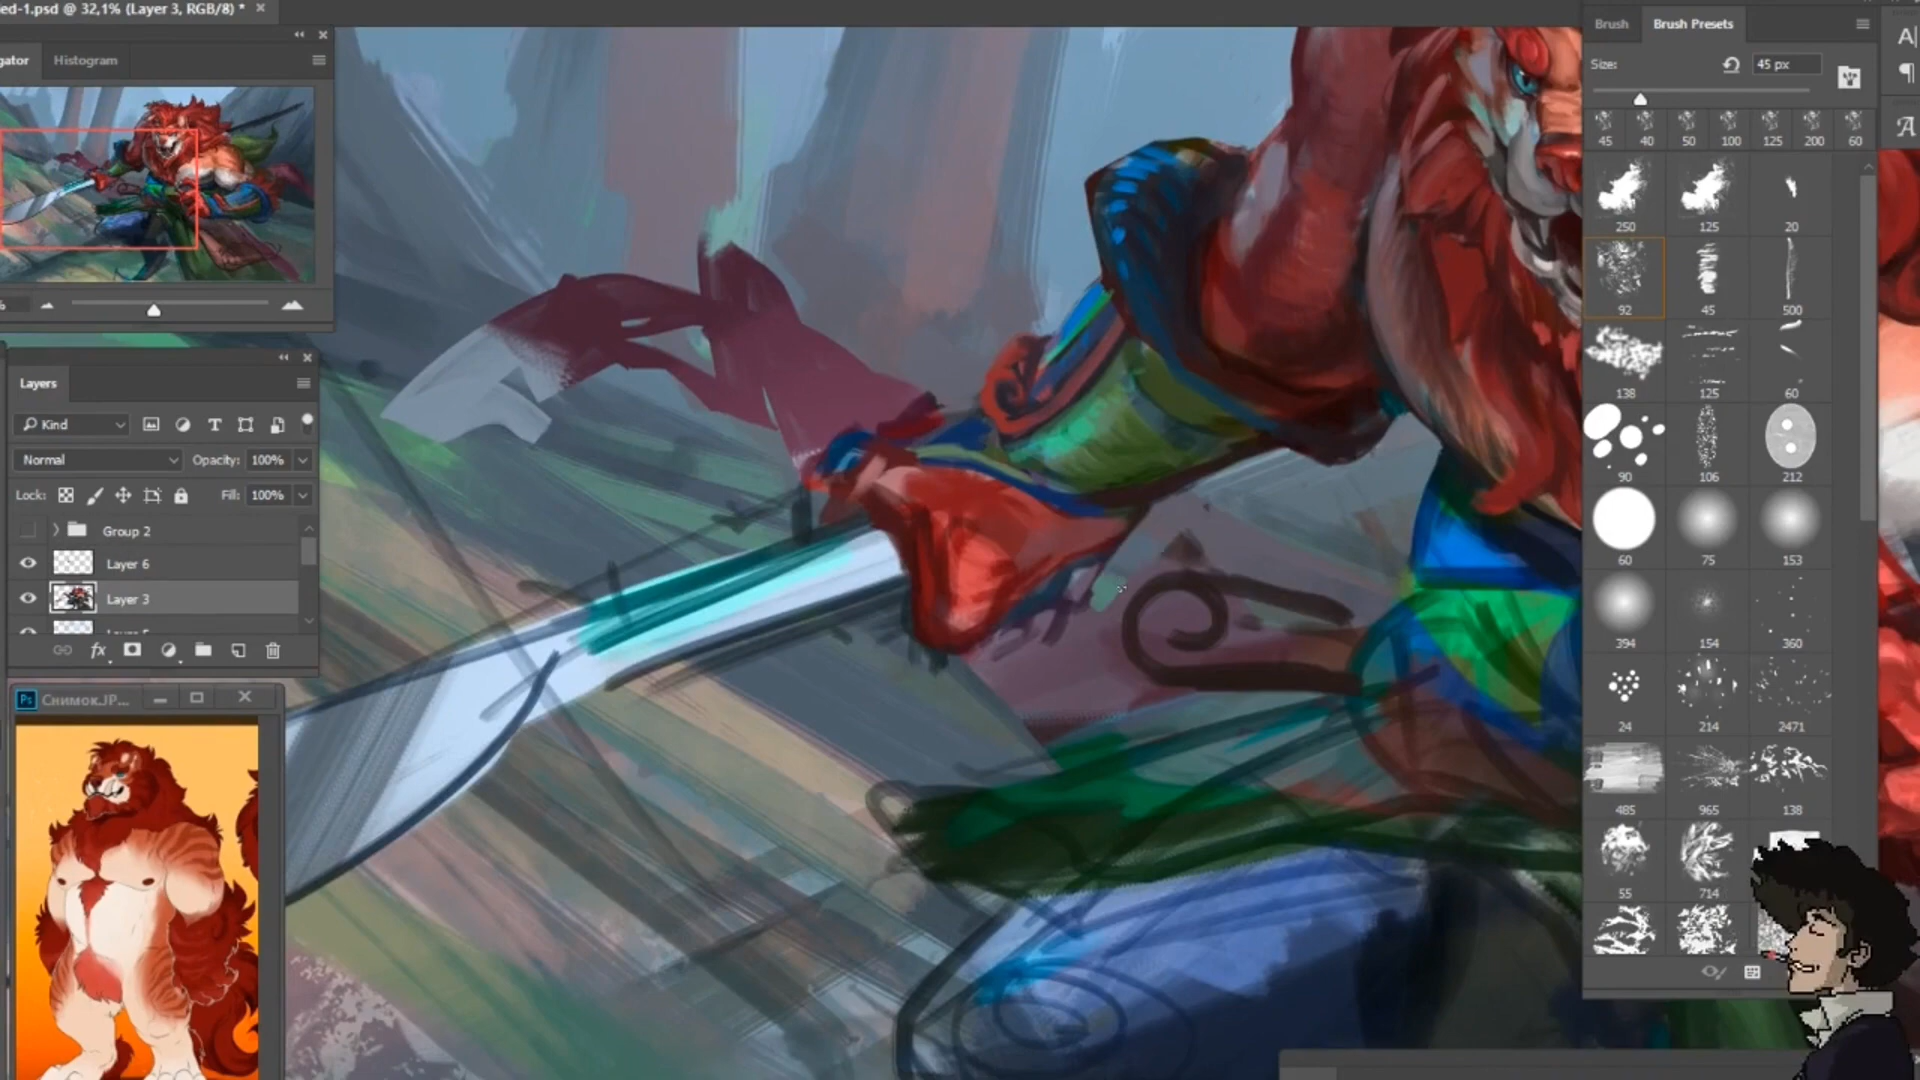 ed-1.psd @ 32,1% (Layer 3, RGB/8) *
gator
Histogram
%
Layers
Kind
T
Normal
Opacity: 100%
Lock:
Fill: 100%
Group 2
Layer 6
Layer 3
fx
Ps Снимок.JP...
Brush
Brush Presets
Size:
45 px
45 40 50 100 125 200 60
250 125 20
92 45 500
138 125 60
90 106 212
60 75 153
394 154 360
24 214 2471
485 965 138
55 714
A
A